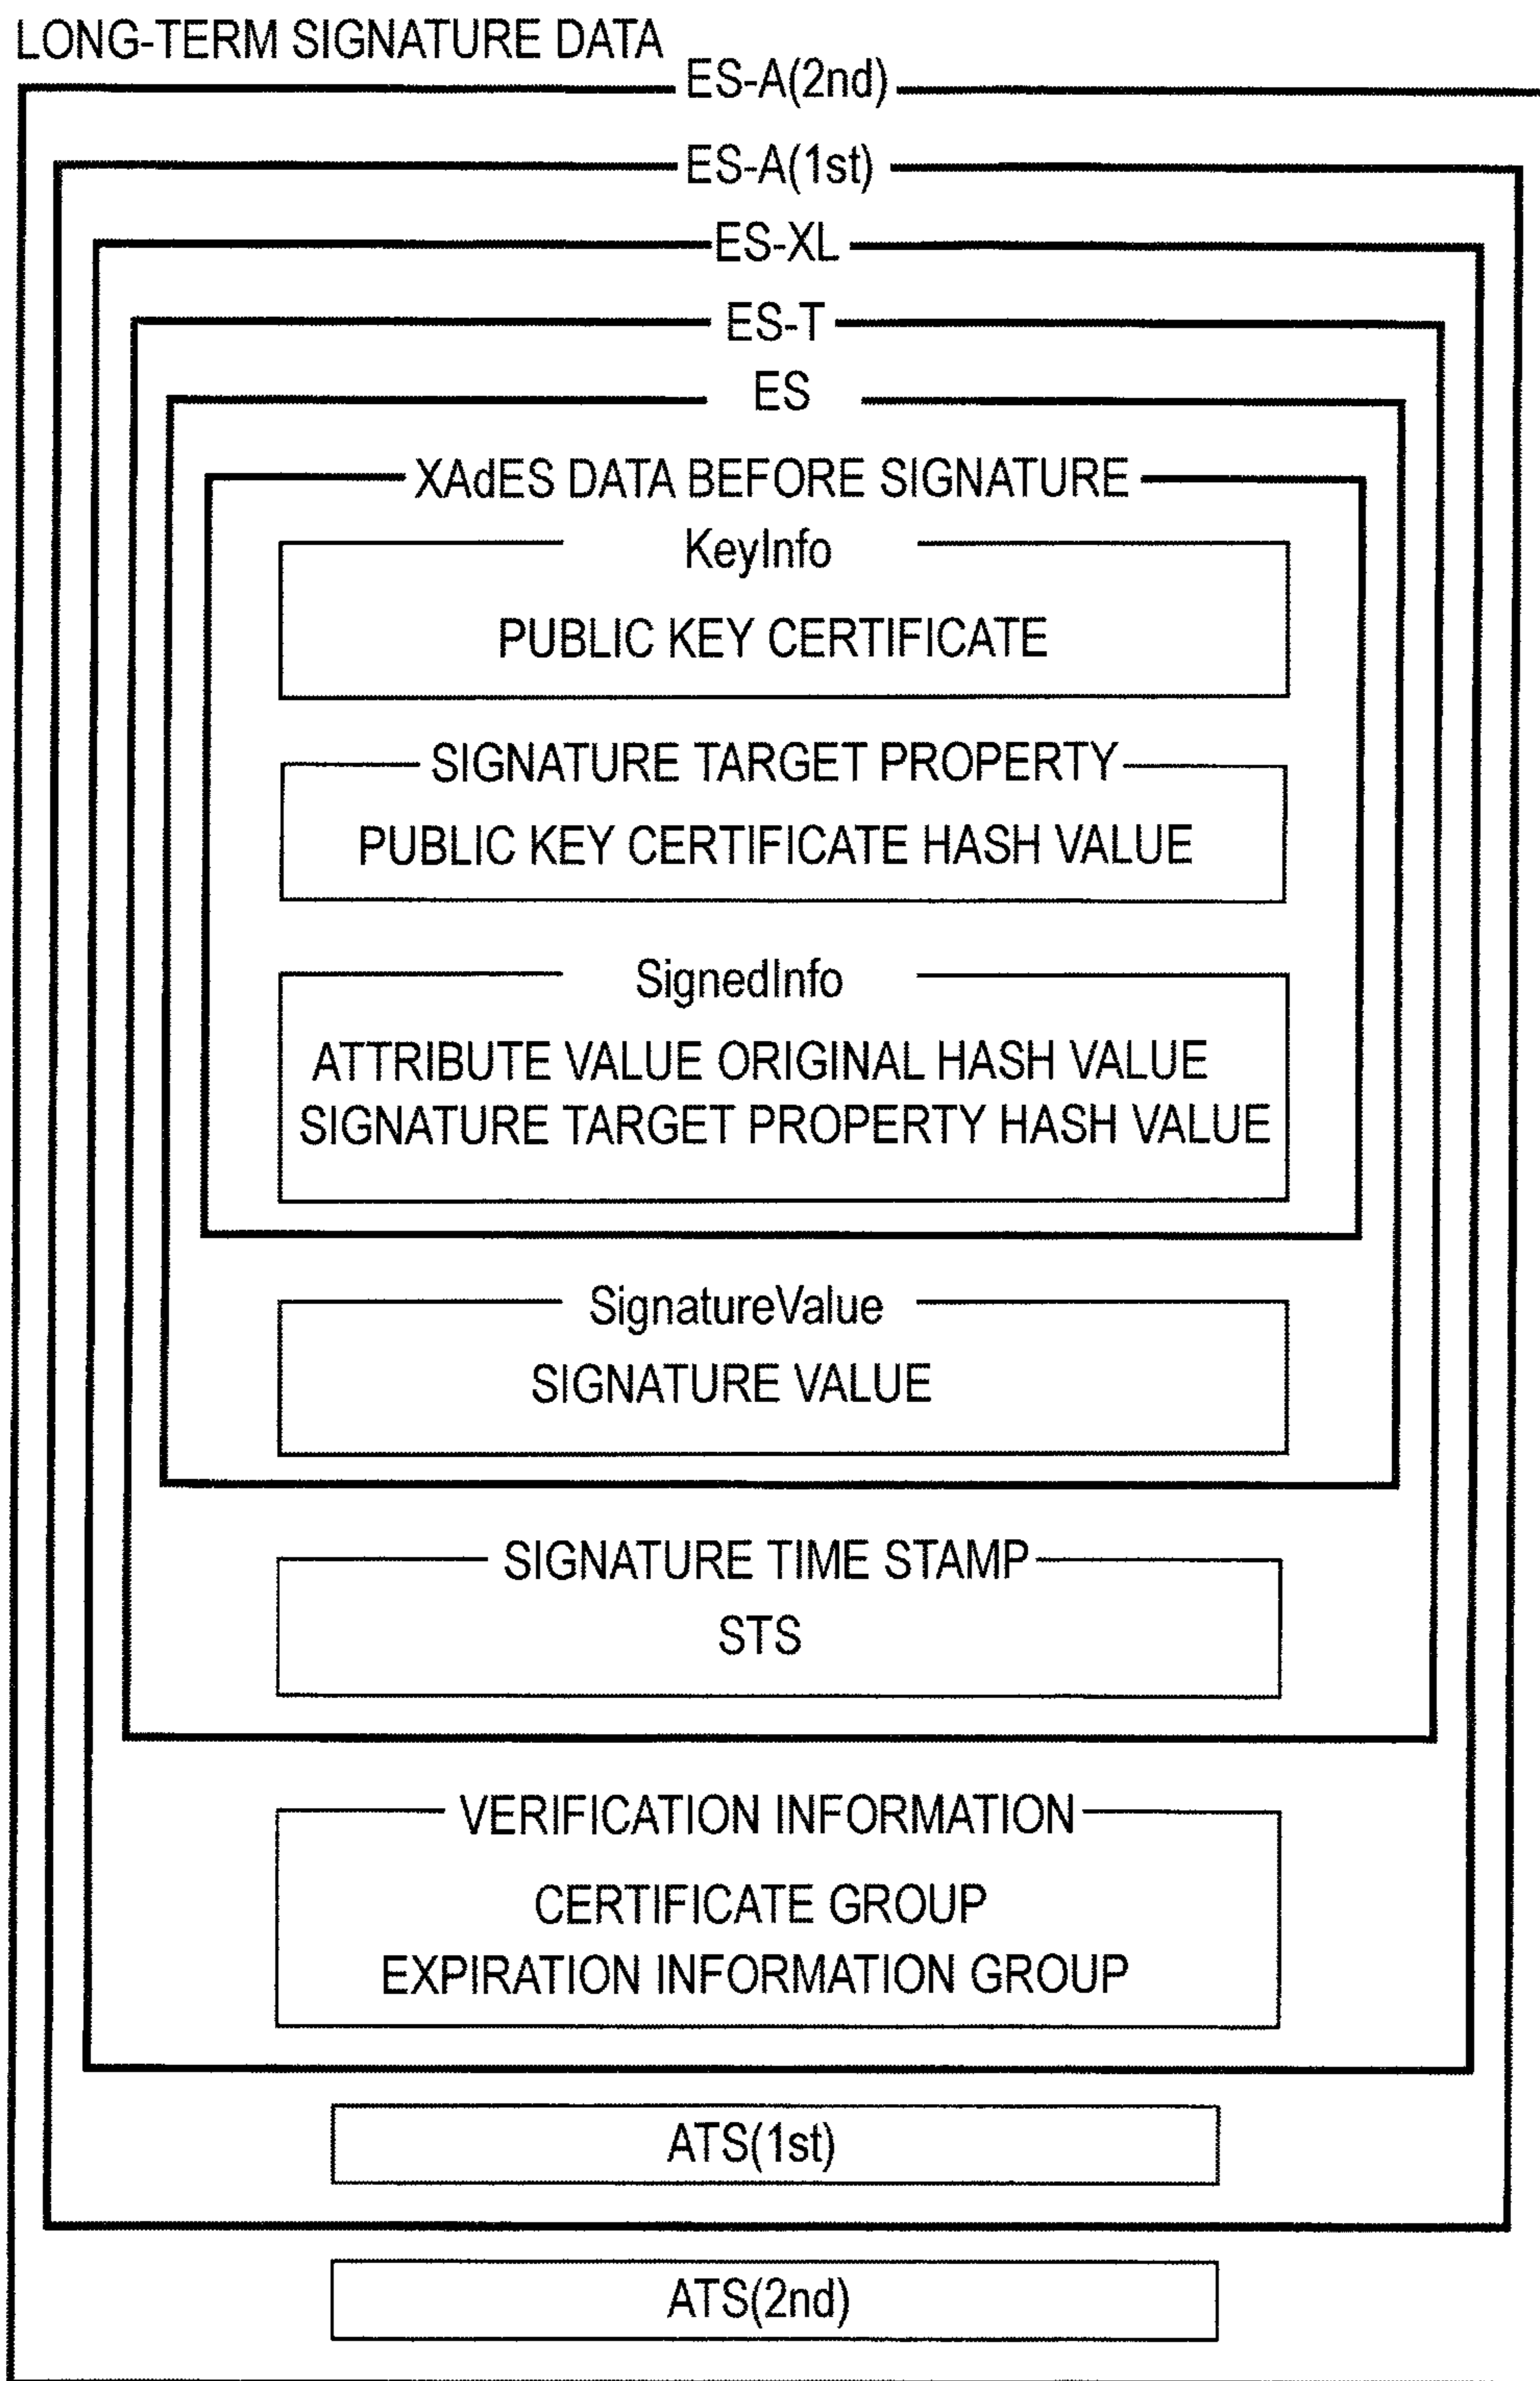 LONG-TERM SIGNATURE DATA
ES-A(2nd)
ES-A(1st)
ES-XL
ES-T
ES
XAdES DATA BEFORE SIGNATURE
KeyInfo
PUBLIC KEY CERTIFICATE
SIGNATURE TARGET PROPERTY
PUBLIC KEY CERTIFICATE HASH VALUE
SignedInfo
ATTRIBUTE VALUE ORIGINAL HASH VALUE
SIGNATURE TARGET PROPERTY HASH VALUE
SignatureValue
SIGNATURE VALUE
SIGNATURE TIME STAMP
STS
VERIFICATION INFORMATION
CERTIFICATE GROUP
EXPIRATION INFORMATION GROUP
ATS(1st)
ATS(2nd)